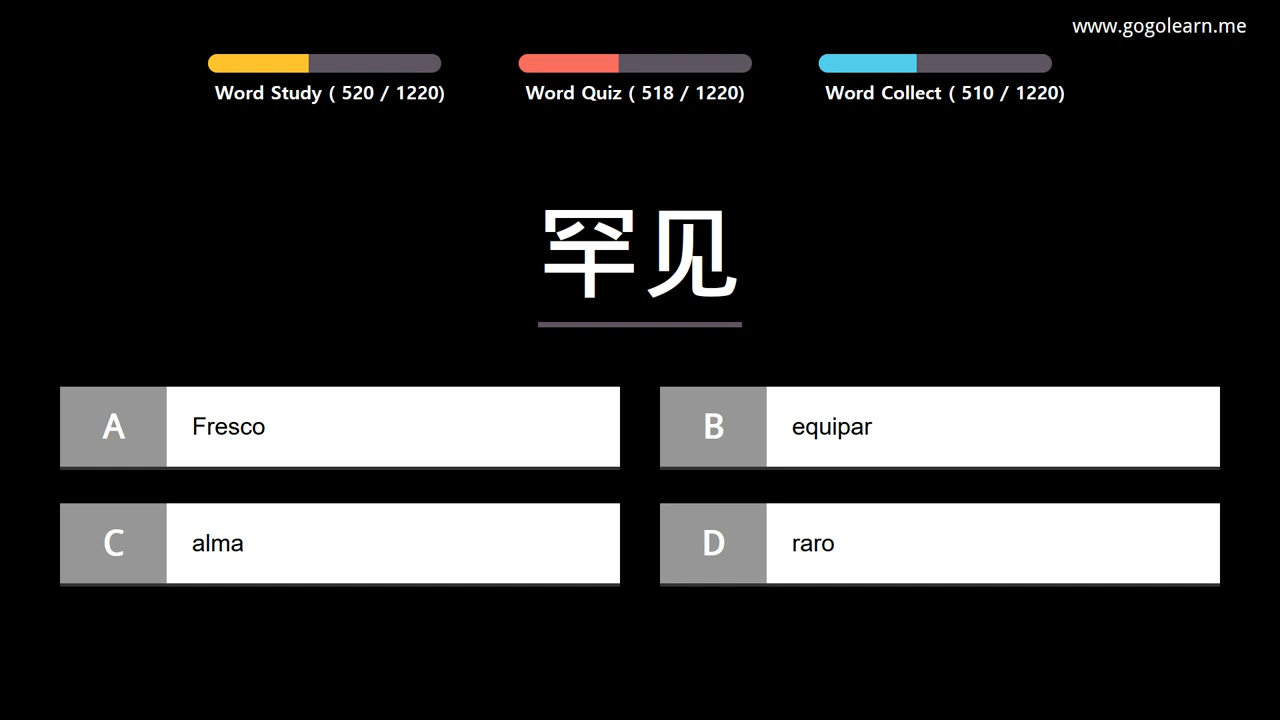 www.gogolearn.me
Word Study ( 520 / 1220)
Word Quiz ( 518 / 1220)
Word Collect ( 510 / 1220)
罕见
A Fresco
B equipar
C alma
D raro